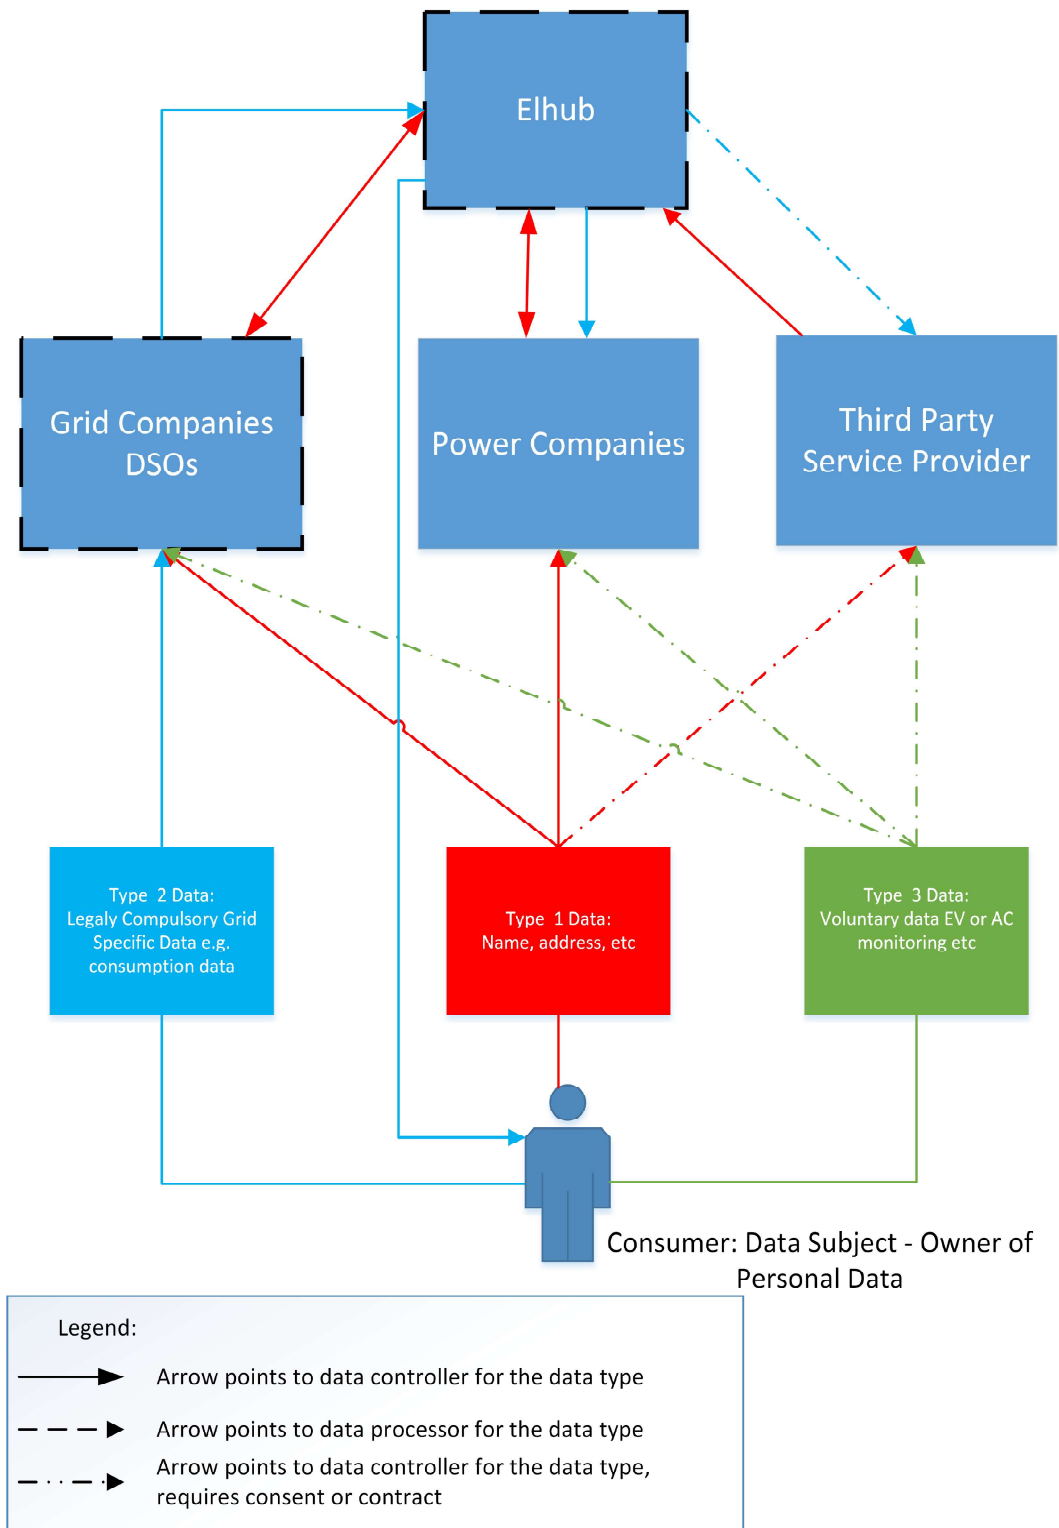 Elhub
Grid Companies
DSOs
Power Companies
Third Party
Service Provider
Type 2 Data:
Legaly Compulsory Grid
Specific Data e.g.
consumption data
Type 1 Data:
Name, address, etc
Type 3 Data:
Voluntary data EV or AC
monitoring etc
Consumer: Data Subject - Owner of
Personal Data
Legend:
Arrow points to data controller for the data type
Arrow points to data processor for the data type
Arrow points to data controller for the data type,
requires consent or contract